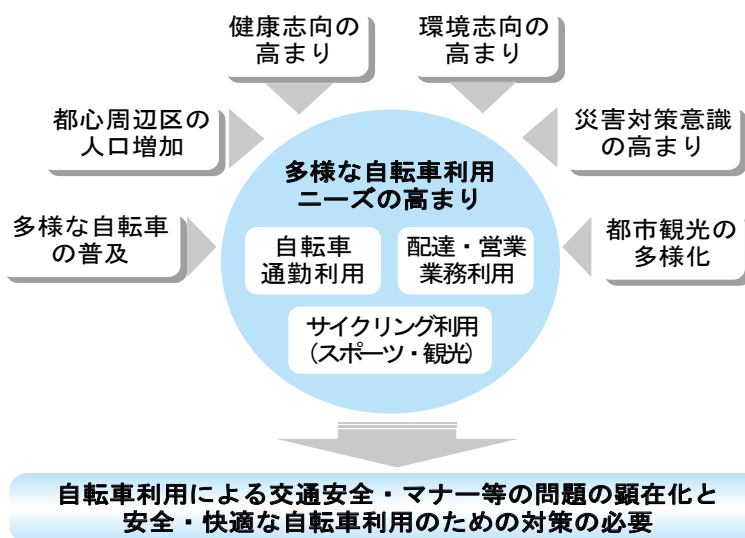 健康志向の
高まり
環境志向の
高まり
都心周辺区の
人口増加
災害対策意識
の高まり
多様な自転車
の普及
都市観光の
多様化
多様な自転車利用
ニーズの高まり
自転車
通勤利用
配達・営業
業務利用
サイクリング利用
(スポーツ・観光)
自転車利用による交通安全・マナー等の問題の顕在化と
安全・快適な自転車利用のための対策の必要